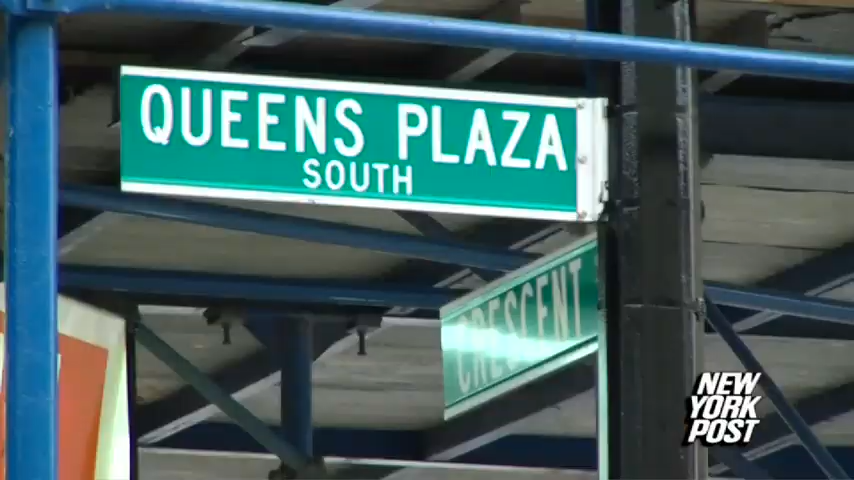 QUEENS PLAZA
SOUTH
CRESCENT
NEW
YORK
POST